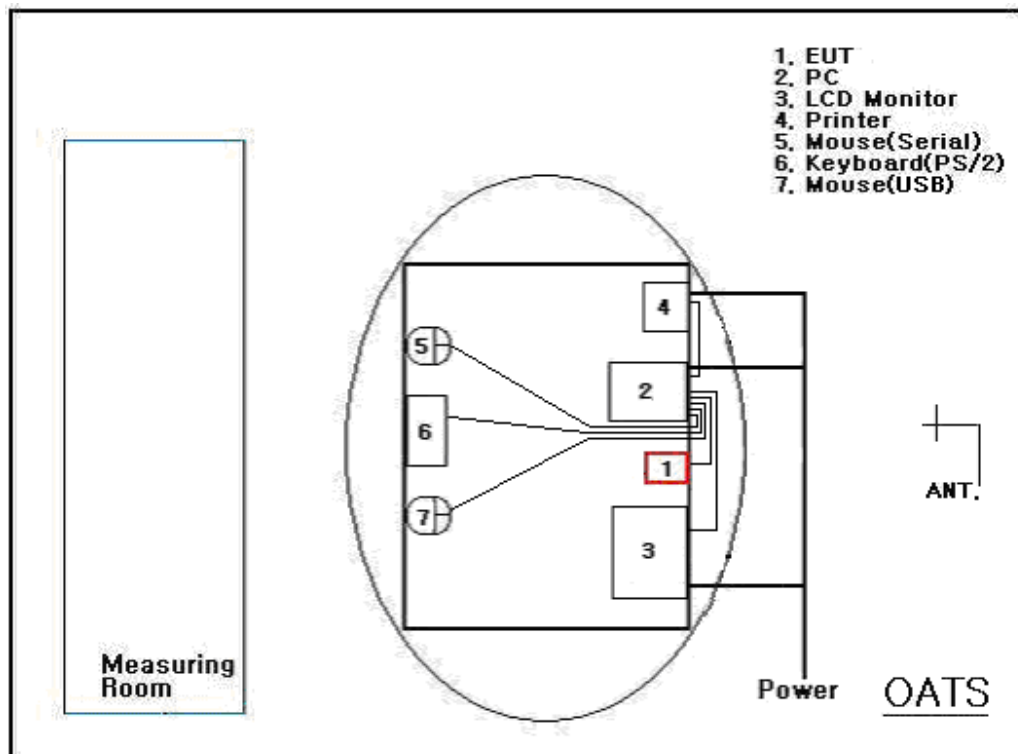 1. EUT
2. PC
3. LCD Monitor
4. Printer
5. Mouse(Serial)
6. Keyboard(PS/2)
7. Mouse(USB)
4
5
2
6
1
7
3
ANT.
Measuring
Room
Power
OATS